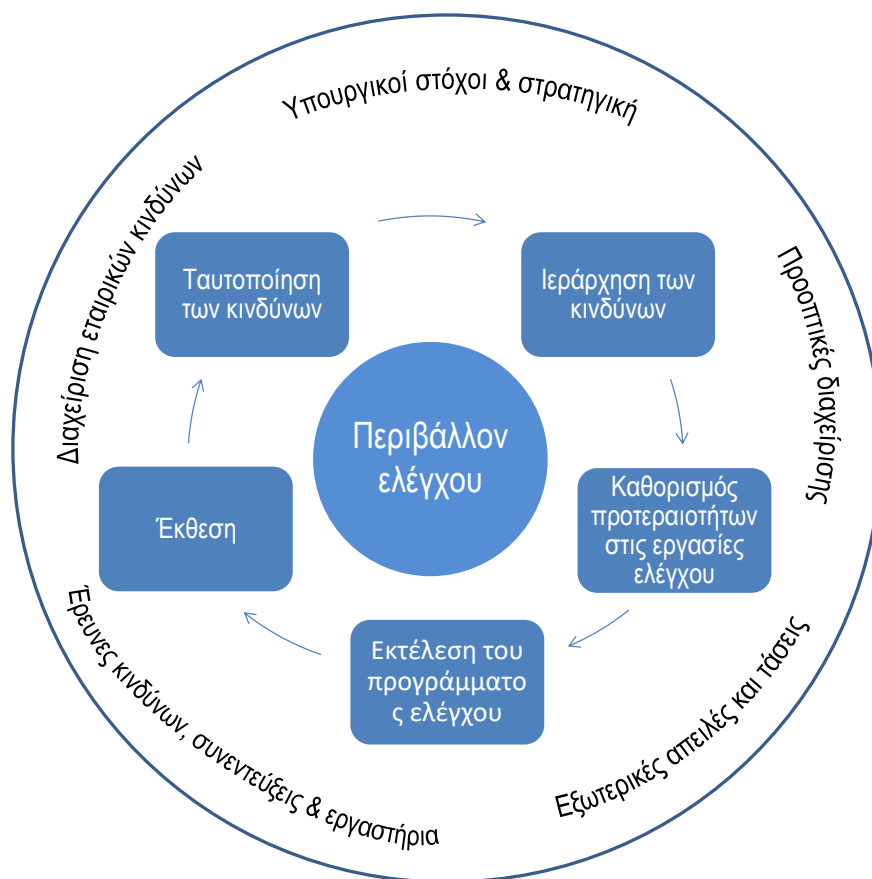 Υπουργικοί στόχοι & στρατηγική
Διαχείριση εταιρικών κινδύνων
Προοπτικές διαχείρισης
Ταυτοποίηση
των κινδύνων
Ιεράρχηση των
κινδύνων
Περιβάλλον
ελέγχου
Καθορισμός
προτεραιοτήτων
στις εργασίες
ελέγχου
Έκθεση
Εκτέλεση του
προγράμματο
ς ελέγχου
Έρευνες κινδύνων, συνεντεύξεις & εργαστήρια
Εξωτερικές απειλές και τάσεις